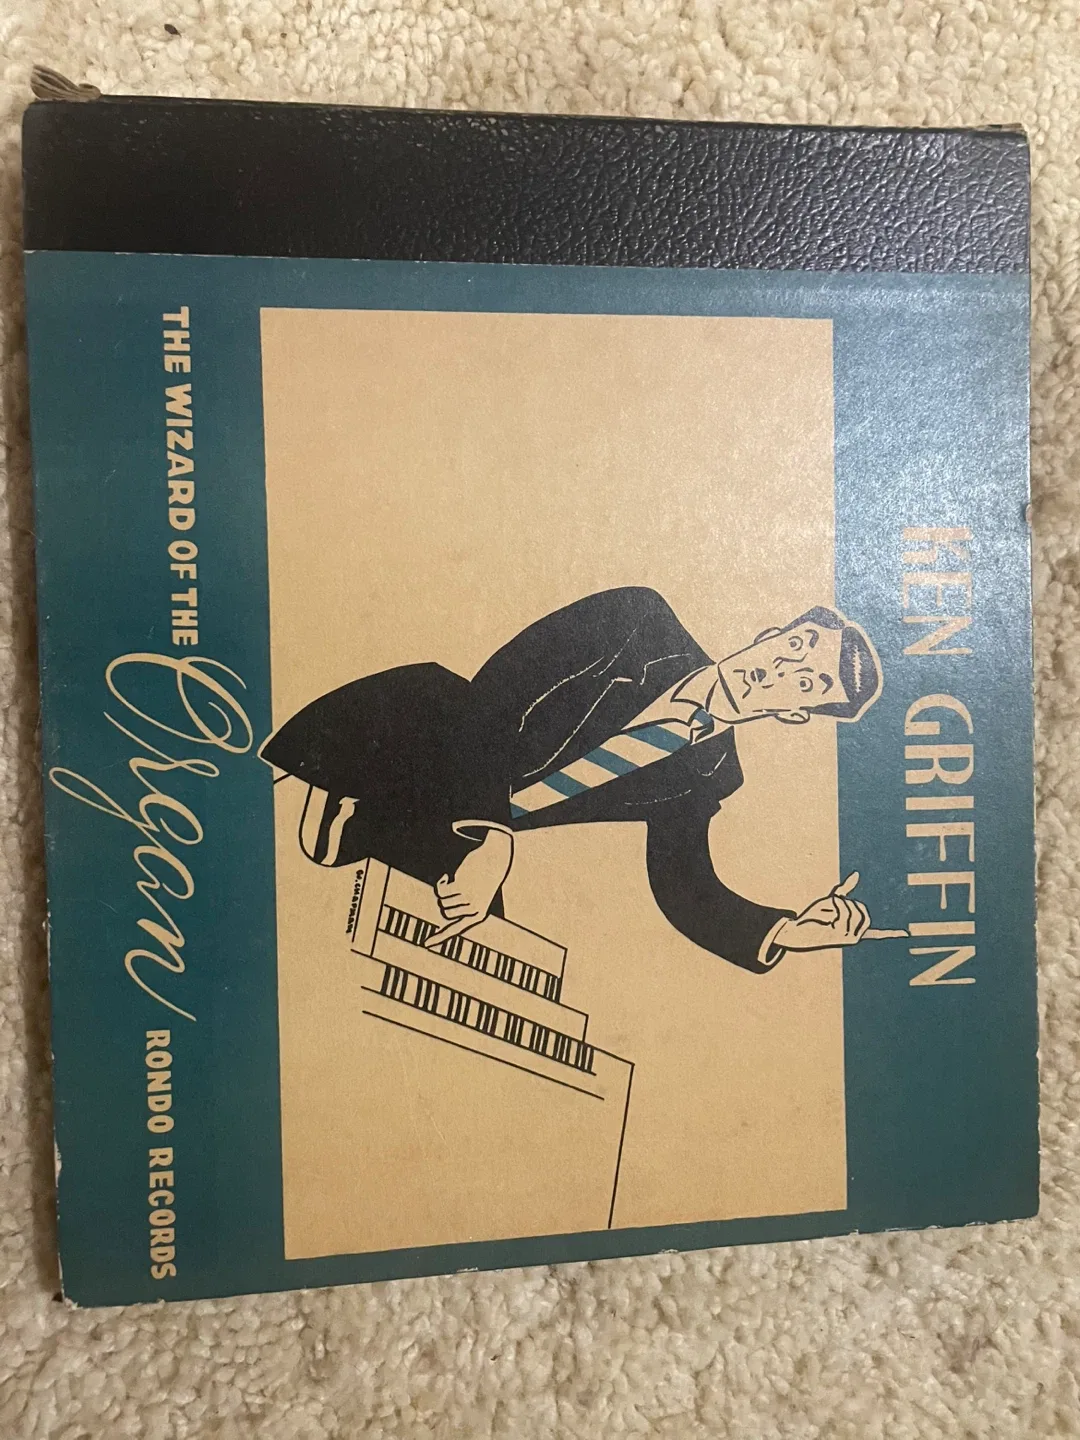 KEN GRIFFIN
THE WIZARD OF THE Organ RONDO RECORDS